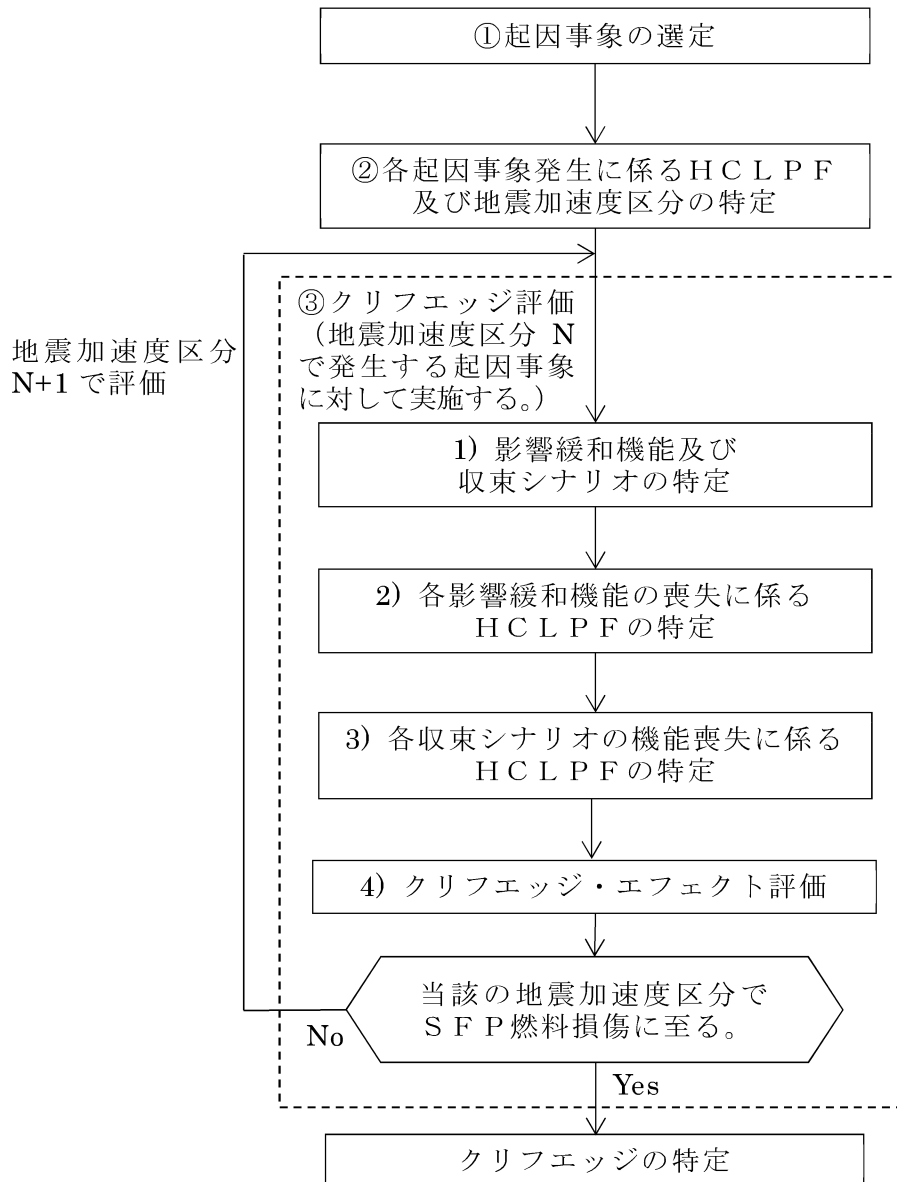 ①起因事象の選定
②各起因事象発生に係るＨＣＬＰＦ
及び地震加速度区分の特定
③クリフエッジ評価
（地震加速度区分 N
で発生する起因事象
に対して実施する。）
地震加速度区分
N+1 で評価
1) 影響緩和機能及び
収束シナリオの特定
2) 各影響緩和機能の喪失に係る
ＨＣＬＰＦの特定
3) 各収束シナリオの機能喪失に係る
ＨＣＬＰＦの特定
4) クリフエッジ・エフェクト評価
当該の地震加速度区分で
ＳＦＰ燃料損傷に至る。
No
Yes
クリフエッジの特定